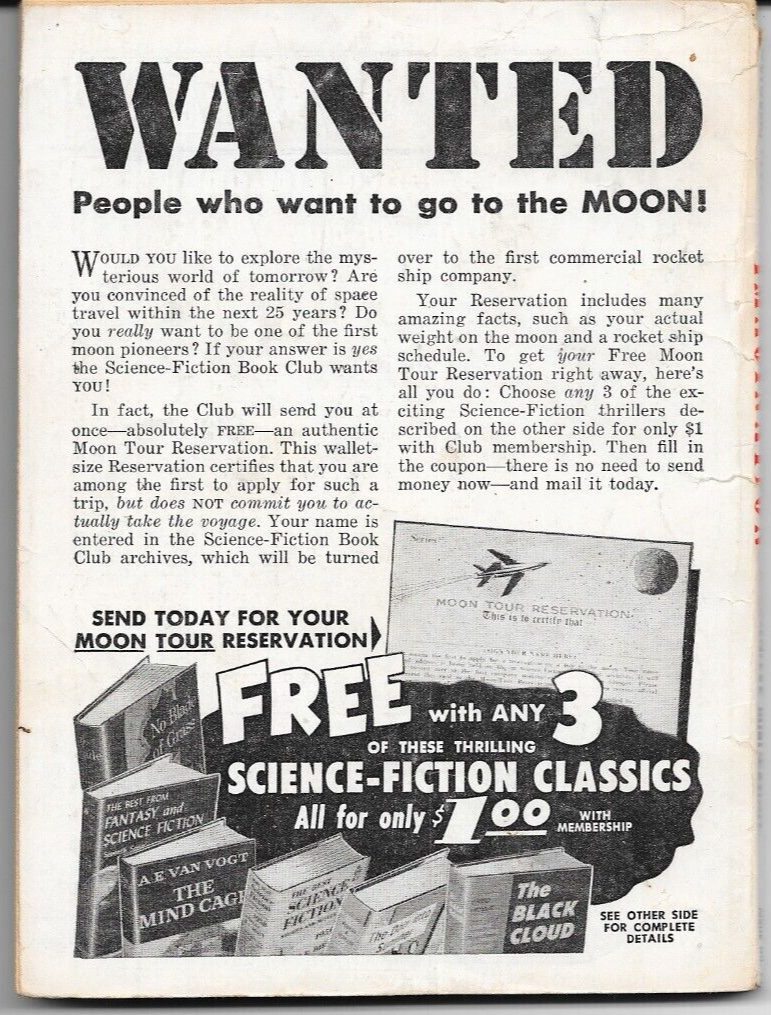 WANTED
People who want to go to the MOON!
WOULD YOU like to explore the mys-
terious world of tomorrow? Are
you convinced of the reality of space
travel within the next 25 years? Do
you really want to be one of the first
moon pioneers? If your answer is yes
the Science-Fiction Book Club wants
YOU!
In fact, the Club will send you at
once—absolutely FREE—an authentic
Moon Tour Reservation. This wallet-
size Reservation certifies that you are
among the first to apply for such a
trip, but does NOT commit you to ac-
tually take the voyage. Your name is
entered in the Science-Fiction Book
Club archives, which will be turned
over to the first commercial rocket
ship company.
Your Reservation includes many
amazing facts, such as your actual
weight on the moon and a rocket ship
schedule. To get your Free Moon
Tour Reservation right away, here's
all you do: Choose any 3 of the ex-
citing Science-Fiction thrillers de-
scribed on the other side for only $1
with Club membership. Then fill in
the coupon—there is no need to send
money now—and mail it today.
Series
MOON TOUR RESERVATION
This is to certify that
SEND TODAY FOR YOUR
MOON TOUR RESERVATION
FREE with ANY 3
OF THESE THRILLING
SCIENCE-FICTION CLASSICS
All for only $1.00 WITH
MEMBERSHIP
No Blade
of Grass
THE BEST FROM
FANTASY and
SCIENCE FICTION
A. E. VAN VOGT
THE
MIND CAGE
THE BEST
SCIENCE
FICTION
The
BLACK
CLOUD
SEE OTHER SIDE
FOR COMPLETE
DETAILS